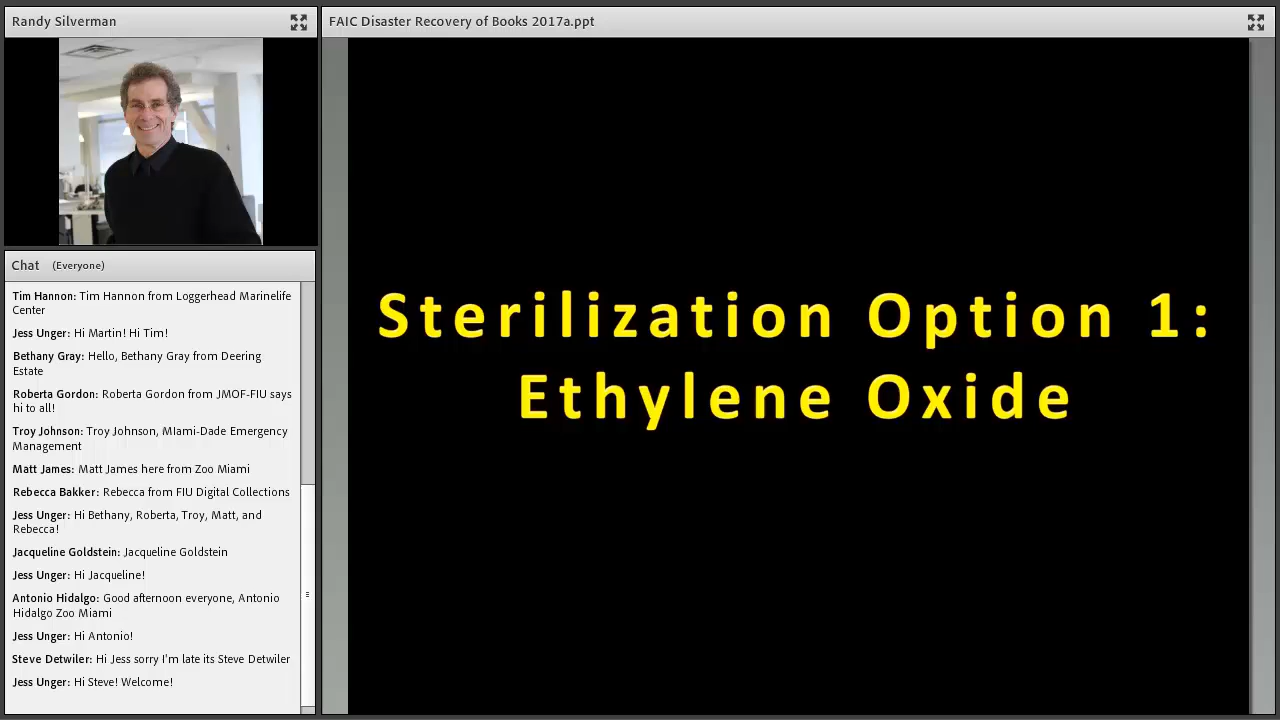 Randy Silverman
FAIC Disaster Recovery of Books 2017a.ppt
Chat (Everyone)
Tim Hannon: Tim Hannon from Loggerhead Marinelife
Center
Jess Unger: Hi Martin! Hi Tim!
Bethany Gray: Hello, Bethany Gray from Deering
Estate
Roberta Gordon: Roberta Gordon from JMOF-FIU says
hi to all!
Troy Johnson: Troy Johnson, MIami-Dade Emergency
Management
Matt James: Matt James here from Zoo Miami
Rebecca Bakker: Rebecca from FIU Digital Collections
Jess Unger: Hi Bethany, Roberta, Troy, Matt, and
Rebecca!
Jacqueline Goldstein: Jacqueline Goldstein
Jess Unger: Hi Jacqueline!
Antonio Hidalgo: Good afternoon everyone, Antonio
Hidalgo Zoo Miami
Jess Unger: Hi Antonio!
Steve Detwiler: Hi Jess sorry I'm late its Steve Detwiler
Jess Unger: Hi Steve! Welcome!
Sterilization Option 1:
Ethylene Oxide